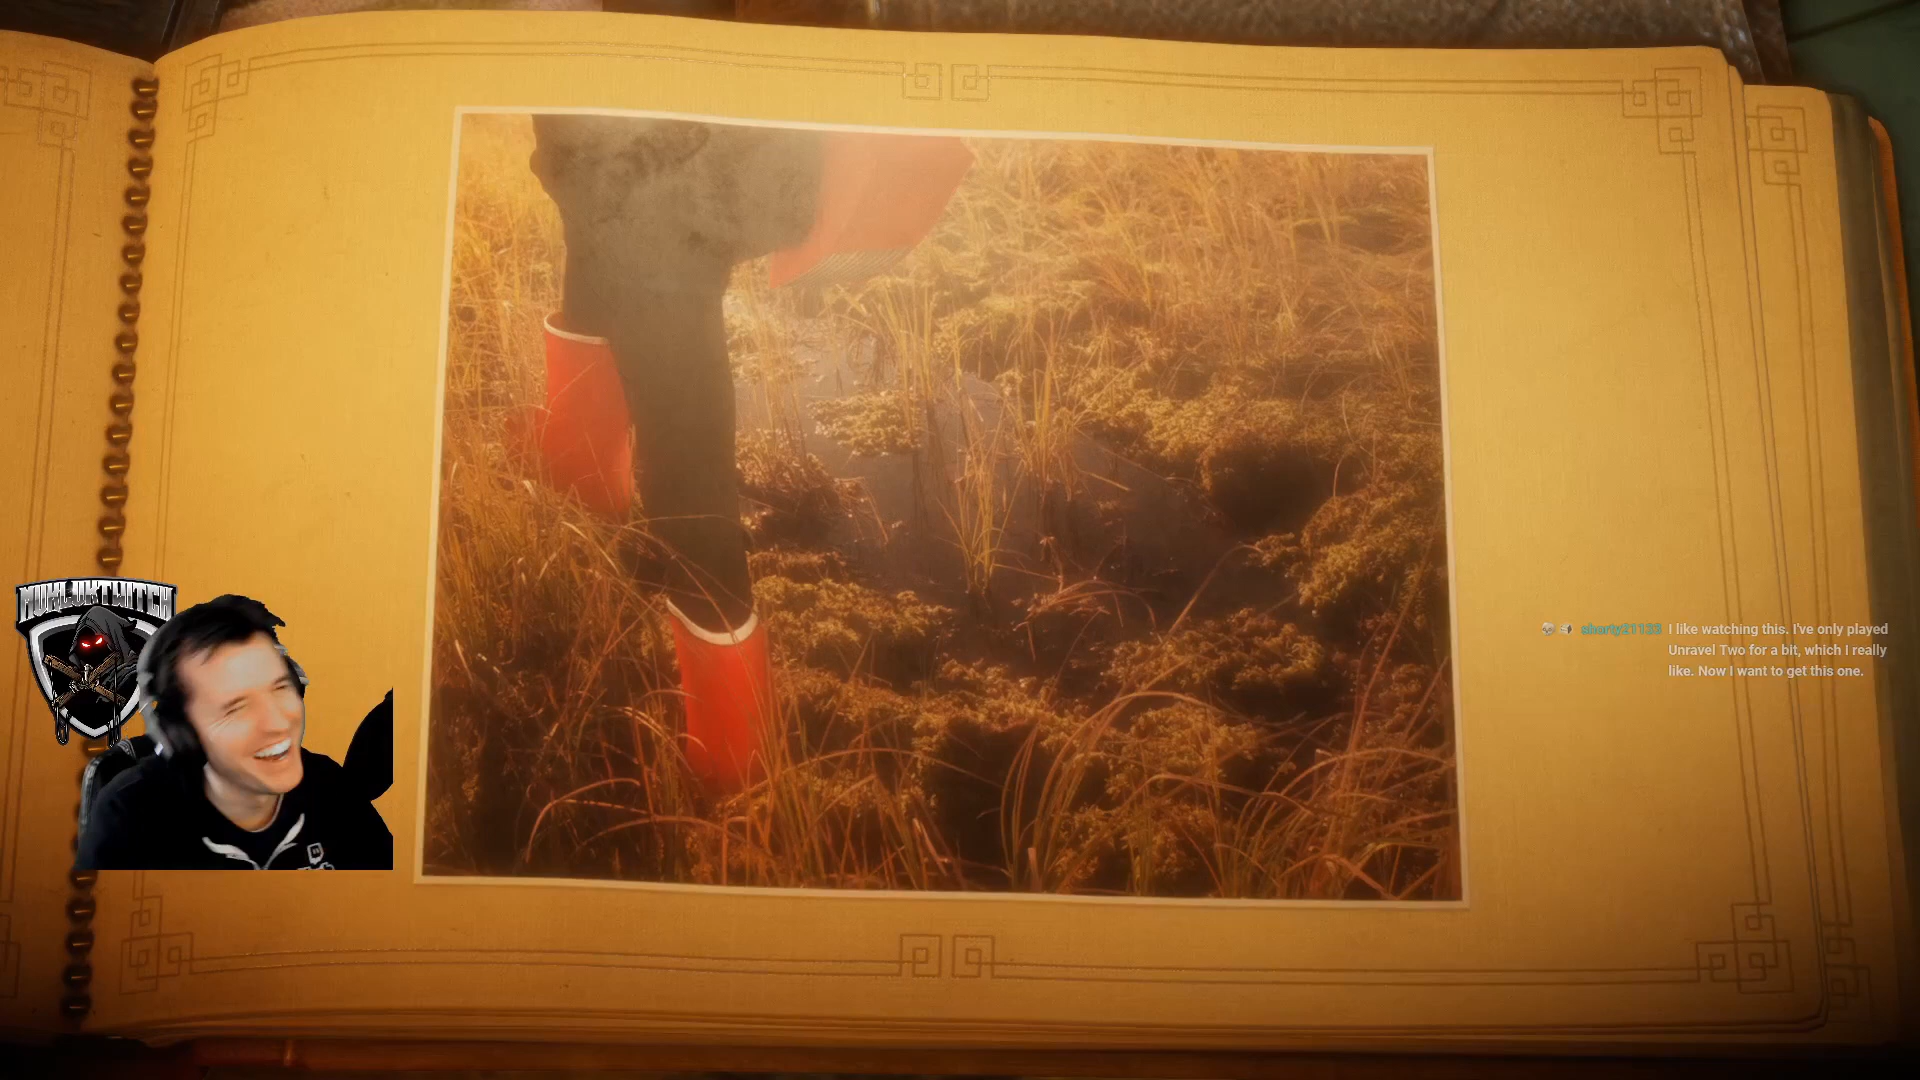 MUKLUKTWITCH
shorty21123 I like watching this. I've only played
Unravel Two for a bit, which I really
like. Now I want to get this one.